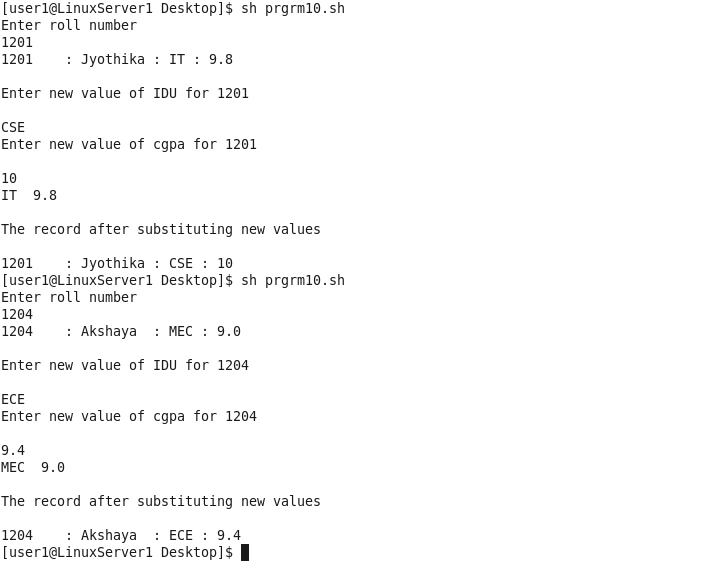 [user1@LinuxServer1 Desktop]$ sh prgrm10.sh
Enter roll number
1201
1201    : Jyothika : IT : 9.8
Enter new value of IDU for 1201
CSE
Enter new value of cgpa for 1201
10
IT  9.8
The record after substituting new values
1201    : Jyothika : CSE : 10
[user1@LinuxServer1 Desktop]$ sh prgrm10.sh
Enter roll number
1204
1204    : Akshaya  : MEC : 9.0
Enter new value of IDU for 1204
ECE
Enter new value of cgpa for 1204
9.4
MEC  9.0
The record after substituting new values
1204    : Akshaya  : ECE : 9.4
[user1@LinuxServer1 Desktop]$